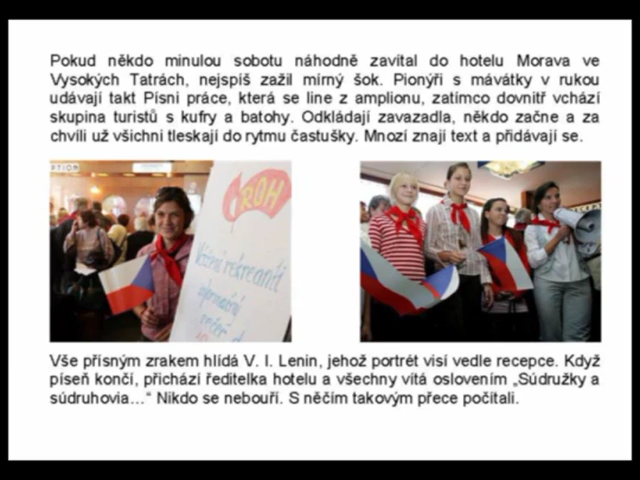 Pokud někdo minulou sobotu náhodně zavítal do hotelu Morava ve
Vysokých Tatrách, nejspíš zažil mírný šok. Pionýři s mávátky v rukou
udávají takt Písni práce, která se line z amplionu, zatímco dovnitř vchází
skupina turistů s kufry a batohy. Odkládají zavazadla, někdo začne a za
chvíli už všichni tleskají do rytmu častušky. Mnozí znají text a přidávají se.
ROH
Vážení rekreanti
informačný
večer
Vše přísným zrakem hlídá V. I. Lenin, jehož portrét visí vedle recepce. Když
píseň končí, přichází ředitelka hotelu a všechny vítá oslovením „Súdružky a
súdruhovia…“ Nikdo se nebouří. S něčím takovým přece počítali.